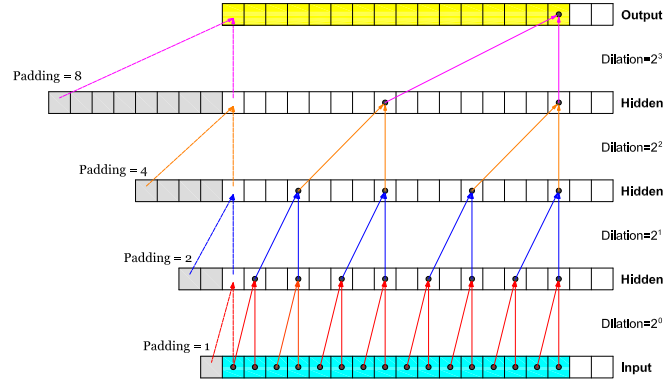 Output
Dilation=2³
Padding = 8
Hidden
Dilation=2²
Padding = 4
Hidden
Dilation=2¹
Padding = 2
Hidden
Dilation=2⁰
Padding = 1
Input